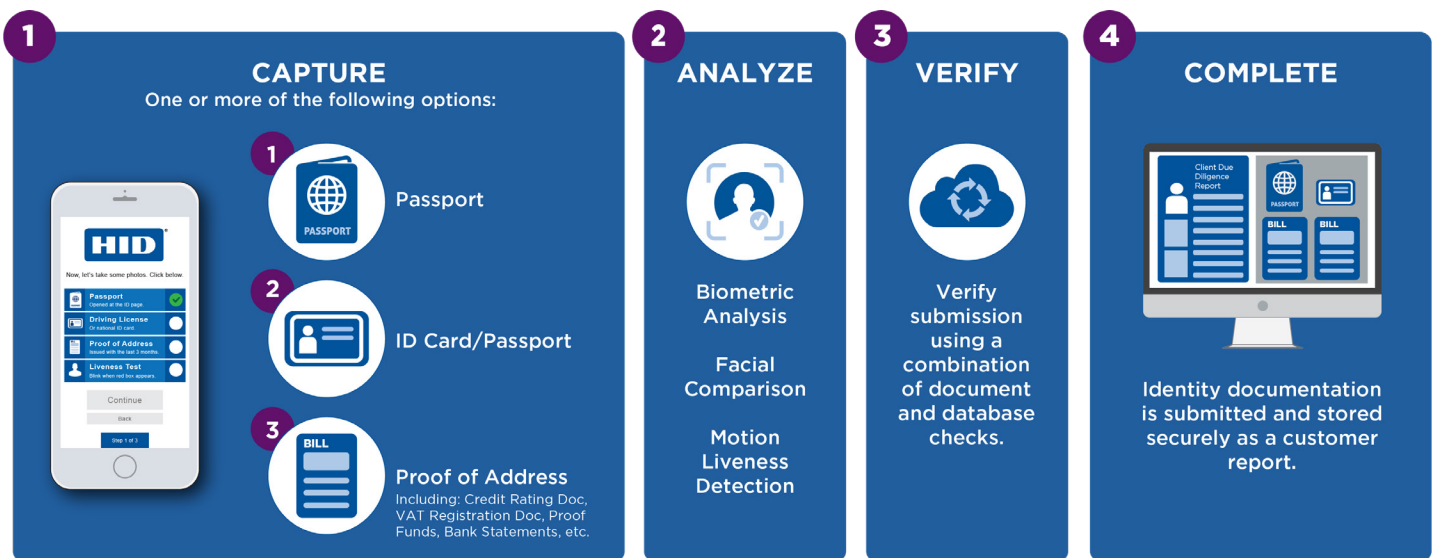 1
CAPTURE
One or more of the following options:
HID
Now, let's take some photos. Click below.
Passport
Opened at the ID page.
Driving License
Or national ID card.
Proof of Address
Issued with the last 3 months.
Liveness Test
Blink when red box appears.
Continue
Back
Step 1 of 3
1
PASSPORT
Passport
2
ID Card/Passport
3
BILL
Proof of Address
Including: Credit Rating Doc,
VAT Registration Doc, Proof
Funds, Bank Statements, etc.
2
ANALYZE
Biometric
Analysis
Facial
Comparison
Motion
Liveness
Detection
3
VERIFY
Verify
submission
using a
combination
of document
and database
checks.
4
COMPLETE
Client Due
Diligence
Report
PASSPORT
BILL
BILL
Identity documentation
is submitted and stored
securely as a customer
report.